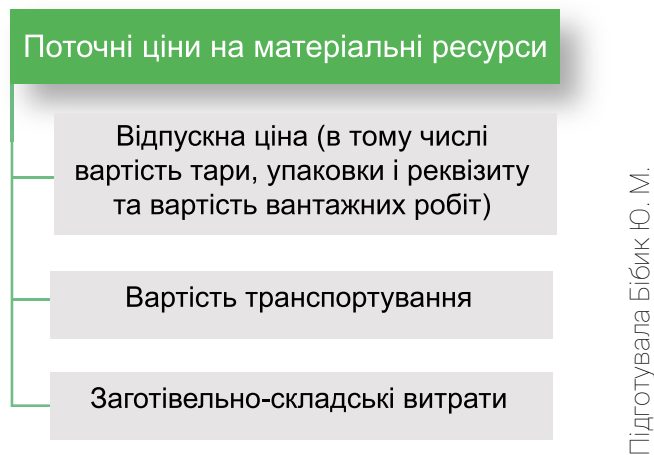 Поточні ціни на матеріальні ресурси
Відпускна ціна (в тому числі
вартість тари, упаковки і реквізиту
та вартість вантажних робіт)
Вартість транспортування
Заготівельно-складські витрати
Підготувала Бібик Ю. М.